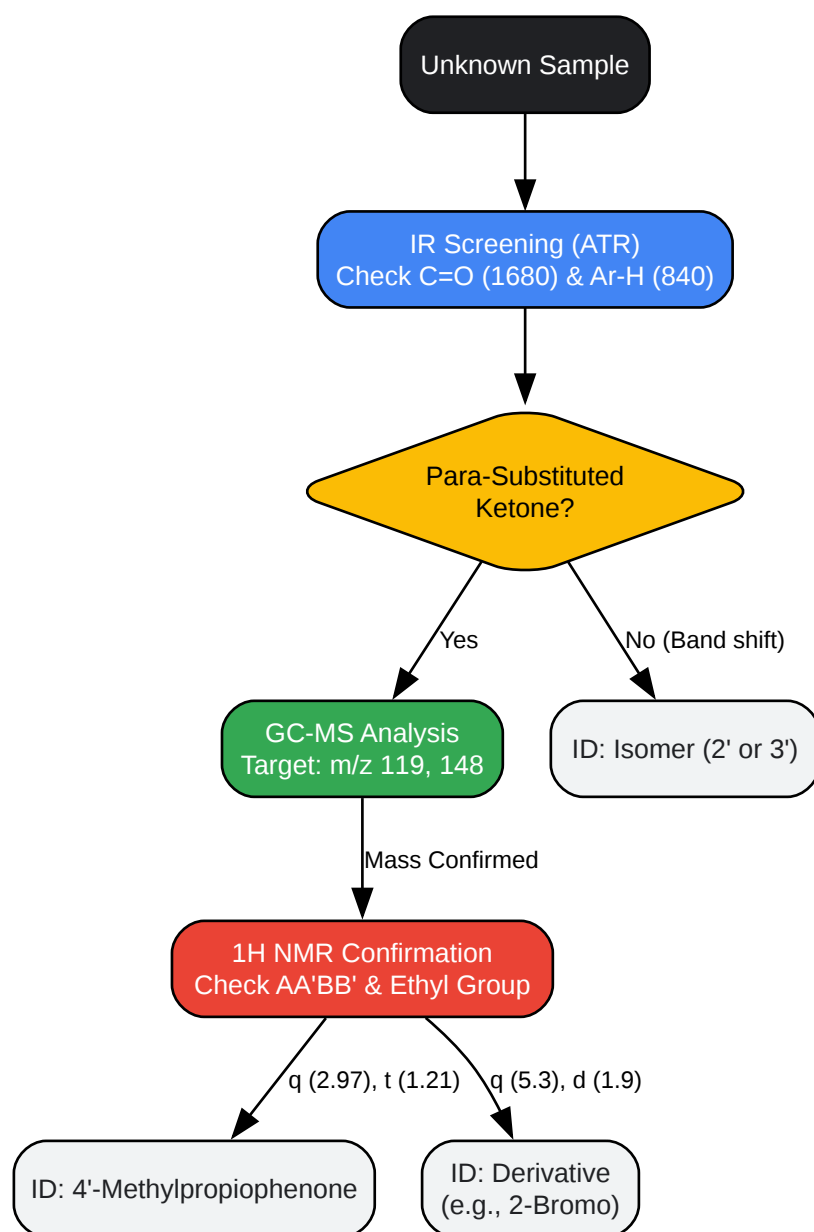 Unknown Sample
IR Screening (ATR)
Check C=O (1680) & Ar-H (840)
Para-Substituted
Ketone?
Yes
No (Band shift)
GC-MS Analysis
Target: m/z 119, 148
ID: Isomer (2' or 3')
Mass Confirmed
1H NMR Confirmation
Check AA'BB' & Ethyl Group
q (2.97), t (1.21)
q (5.3), d (1.9)
ID: 4'-Methylpropiophenone
ID: Derivative
(e.g., 2-Bromo)